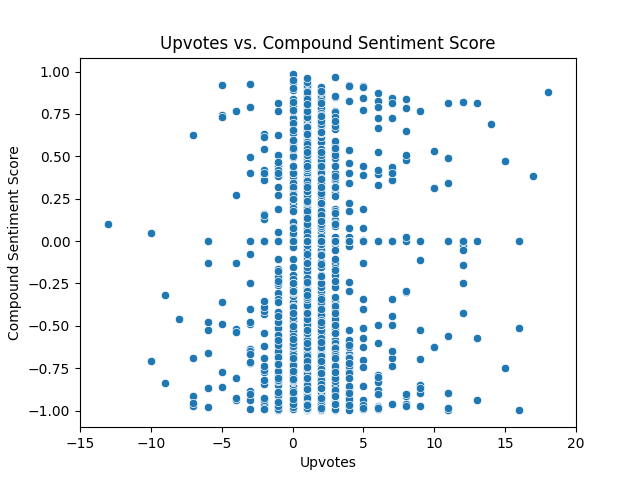 Upvotes vs. Compound Sentiment Score
Compound Sentiment Score
1.00
0.75
0.50
0.25
0.00
−0.25
−0.50
−0.75
−1.00
−15 −10 −5 0 5 10 15 20
Upvotes